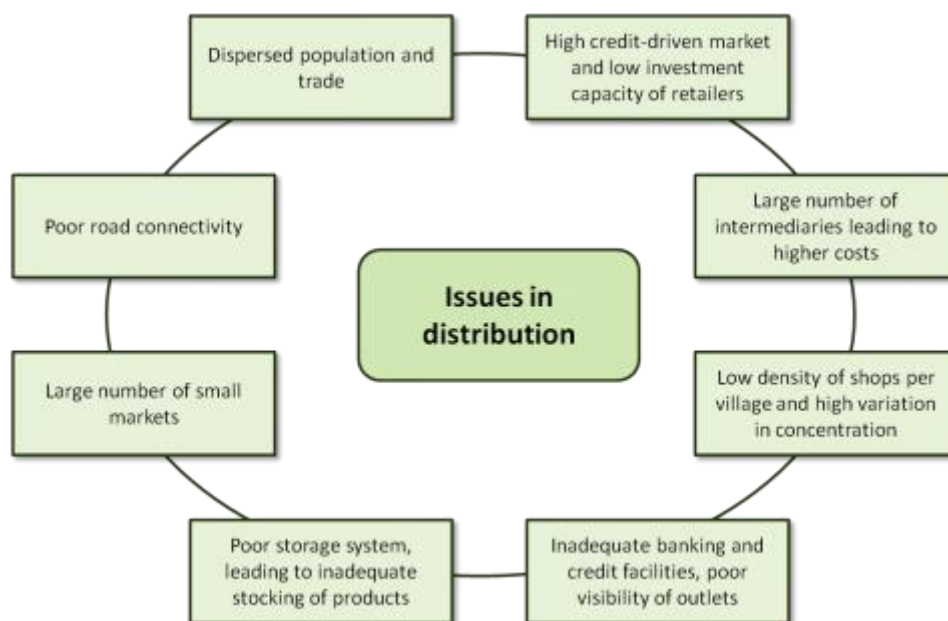 Dispersed population and
trade
High credit-driven market
and low investment
capacity of retailers
Poor road connectivity
Large number of
intermediaries leading to
higher costs
Issues in
distribution
Large number of small
markets
Low density of shops per
village and high variation
in concentration
Poor storage system,
leading to inadequate
stocking of products
Inadequate banking and
credit facilities, poor
visibility of outlets